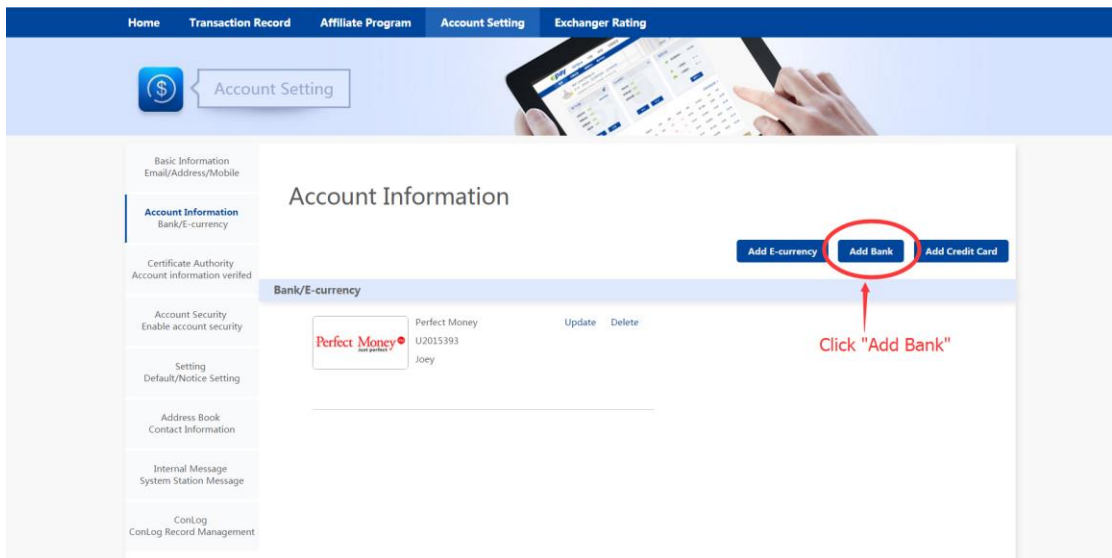 Home Transaction Record Affiliate Program Account Setting Exchanger Rating
Account Setting
Basic Information
Email/Address/Mobile
Account Information
Bank/E-currency
Certificate Authority
Account information verifed
Account Security
Enable account security
Setting
Default/Notice Setting
Address Book
Contact Information
Internal Message
System Station Message
ConLog
ConLog Record Management
Account Information
Add E-currency Add Bank Add Credit Card
Bank/E-currency
Perfect Money
Just perfect
Perfect Money Update Delete
U2015393
Joey
Click "Add Bank"